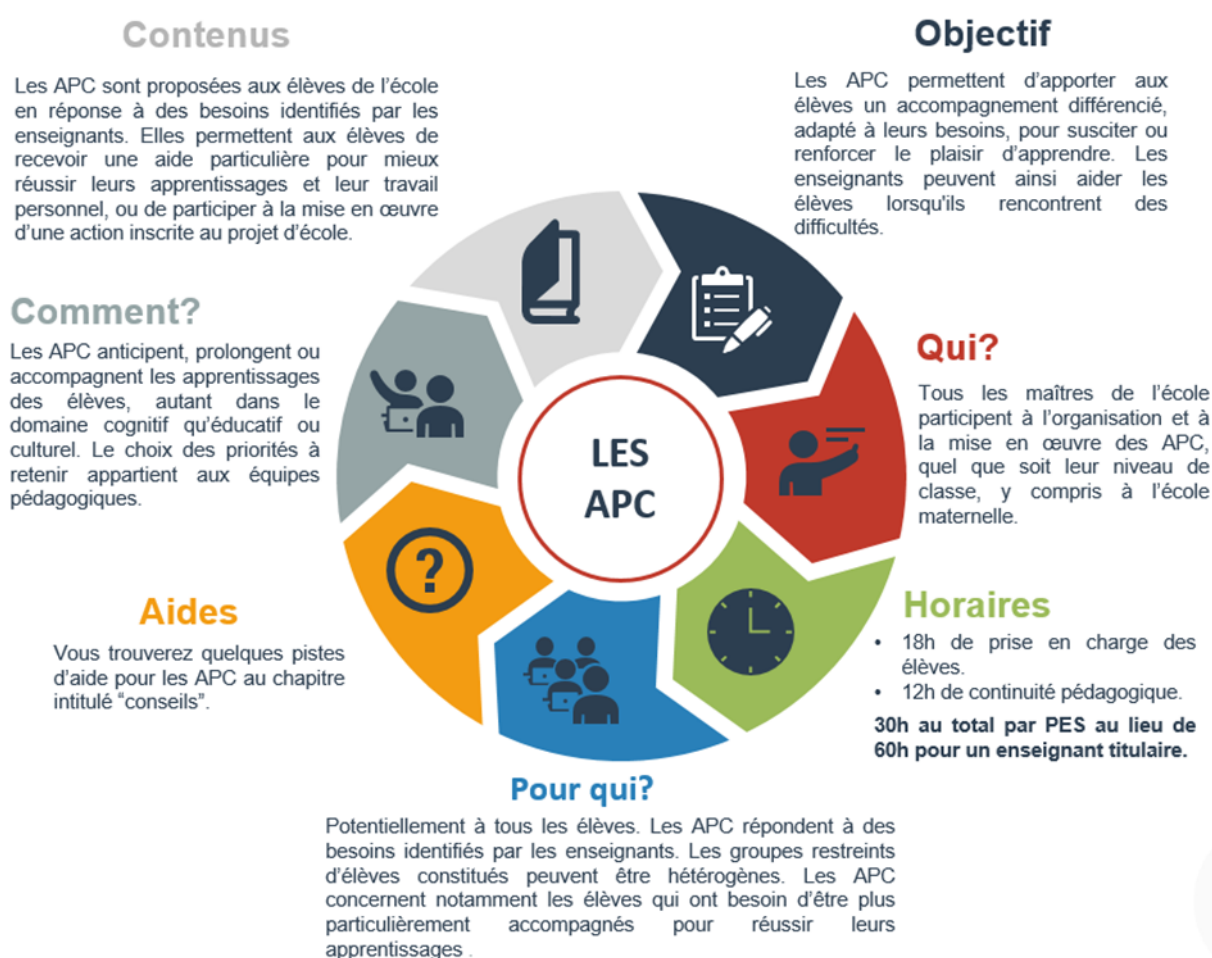 Contenus
Les APC sont proposées aux élèves de l'école
en réponse à des besoins identifiés par les
enseignants. Elles permettent aux élèves de
recevoir une aide particulière pour mieux
réussir leurs apprentissages et leur travail
personnel, ou de participer à la mise en œuvre
d'une action inscrite au projet d'école.
Objectif
Les APC permettent d'apporter aux
élèves un accompagnement différencié,
adapté à leurs besoins, pour susciter ou
renforcer le plaisir d'apprendre. Les
enseignants peuvent ainsi aider les
élèves lorsqu'ils rencontrent des
difficultés.
Comment?
Les APC anticipent, prolongent ou
accompagnent les apprentissages
des élèves, autant dans le
domaine cognitif qu'éducatif ou
culturel. Le choix des priorités à
retenir appartient aux équipes
pédagogiques.
Qui?
Tous les maîtres de l'école
participent à l'organisation et à
la mise en œuvre des APC,
quel que soit leur niveau de
classe, y compris à l'école
maternelle.
LES
APC
?
Aides
Vous trouverez quelques pistes
d'aide pour les APC au chapitre
intitulé "conseils".
Horaires
• 18h de prise en charge des
élèves.
• 12h de continuité pédagogique.
30h au total par PES au lieu de
60h pour un enseignant titulaire.
Pour qui?
Potentiellement à tous les élèves. Les APC répondent à des
besoins identifiés par les enseignants. Les groupes restreints
d'élèves constitués peuvent être hétérogènes. Les APC
concernent notamment les élèves qui ont besoin d'être plus
particulièrement accompagnés pour réussir leurs
apprentissages .